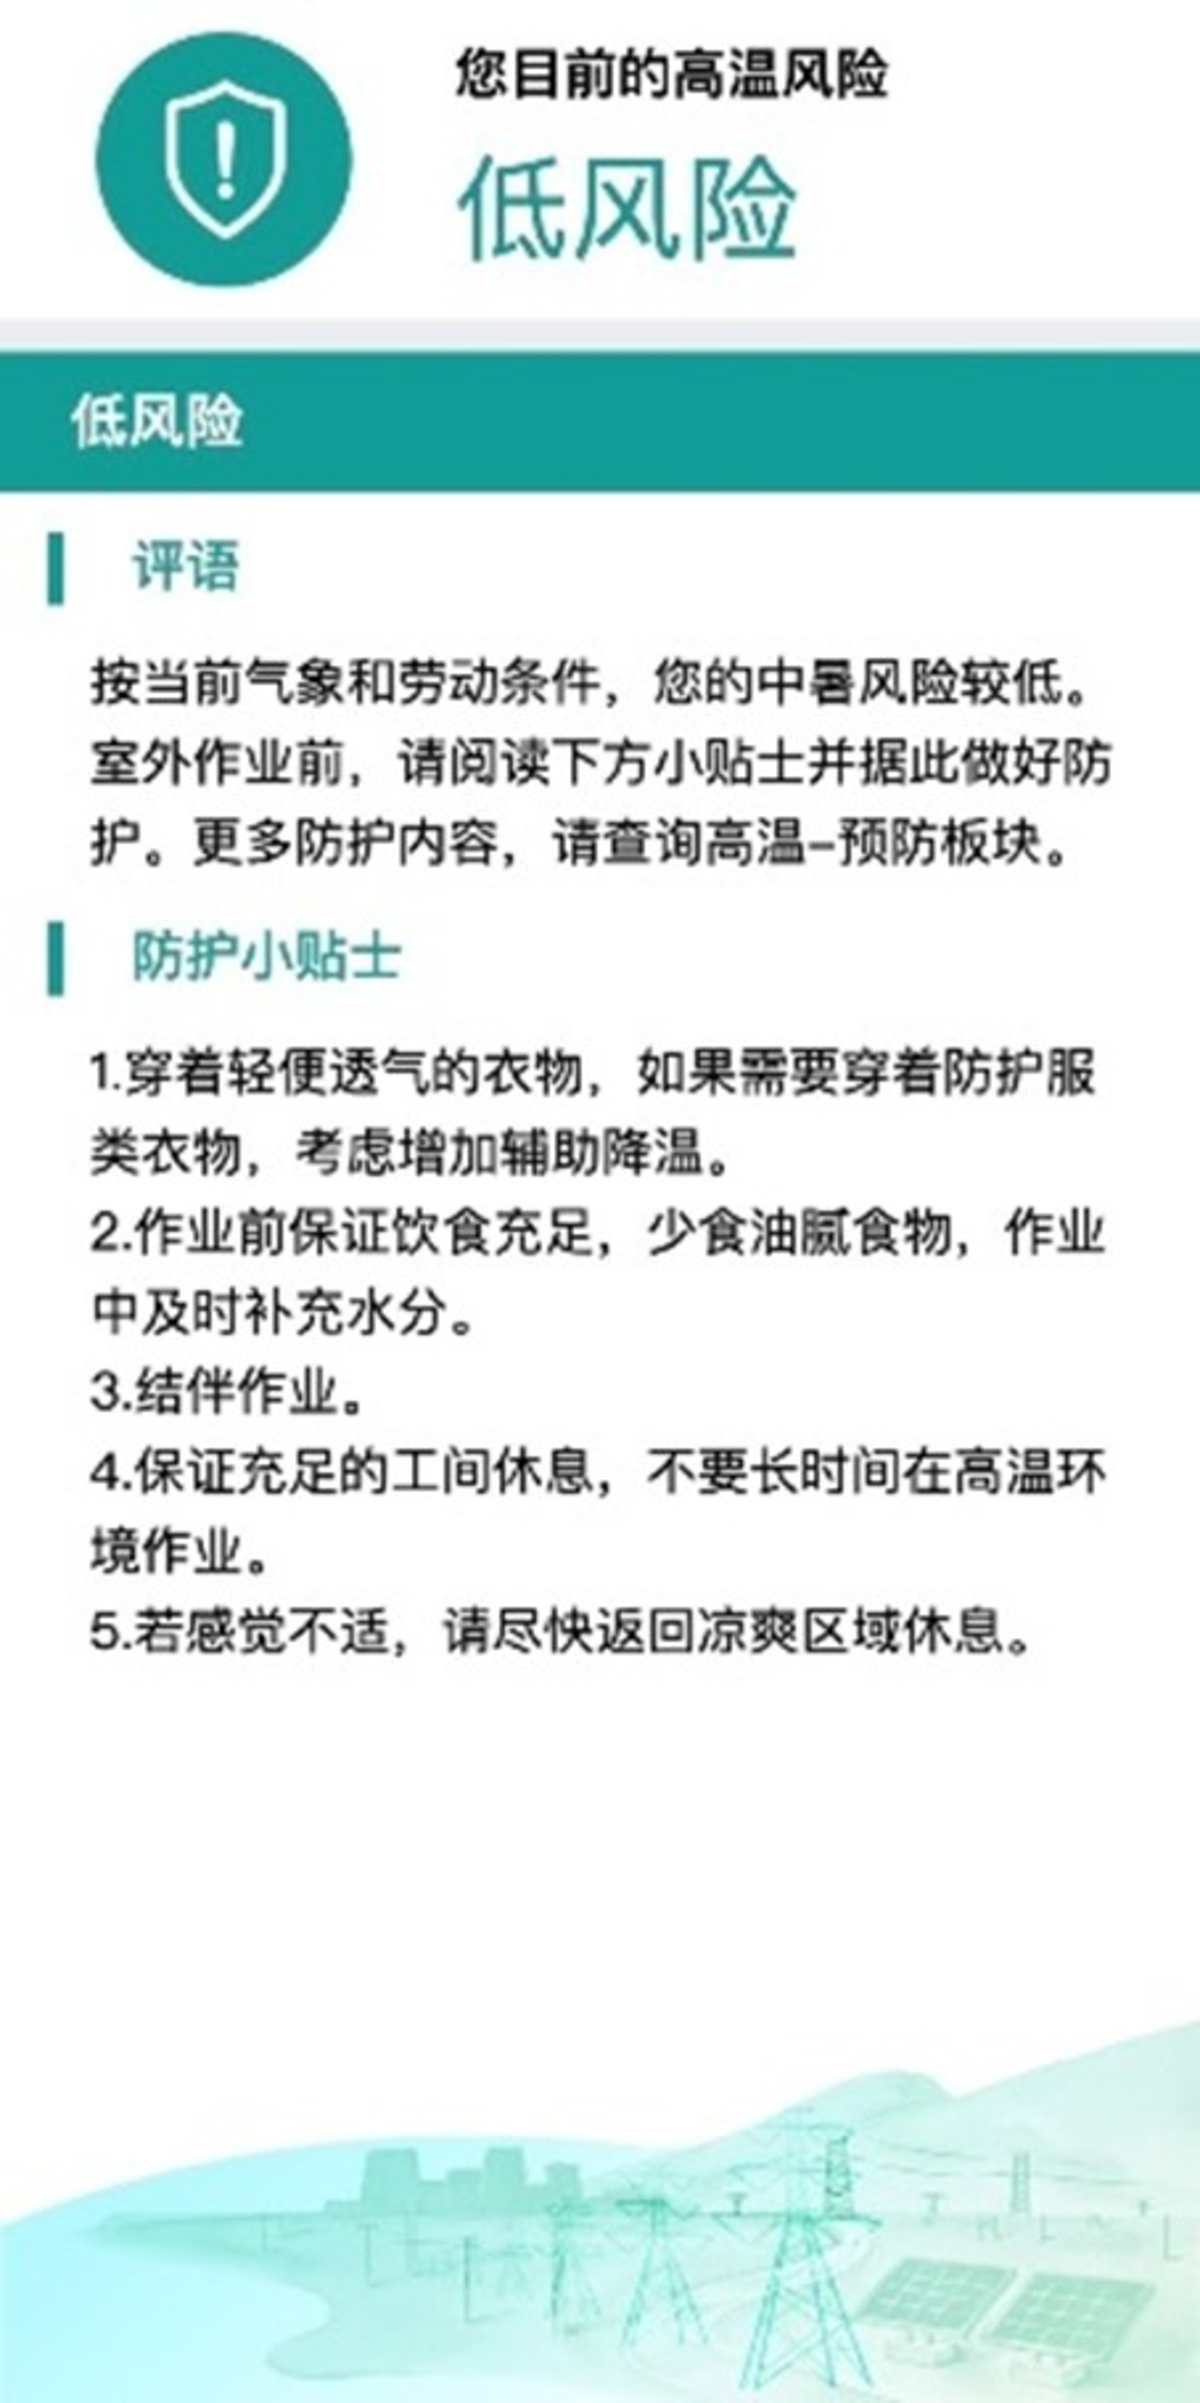 您目前的高温风险
低风险
低风险
评语
按当前气象和劳动条件，您的中暑风险较低。
室外作业前，请阅读下方小贴士并据此做好防
护。更多防护内容，请查询高温-预防板块。
防护小贴士
1.穿着轻便透气的衣物，如果需要穿着防护服
类衣物，考虑增加辅助降温。
2.作业前保证饮食充足，少食油腻食物，作业
中及时补充水分。
3.结伴作业。
4.保证充足的工间休息，不要长时间在高温环
境作业。
5.若感觉不适，请尽快返回凉爽区域休息。